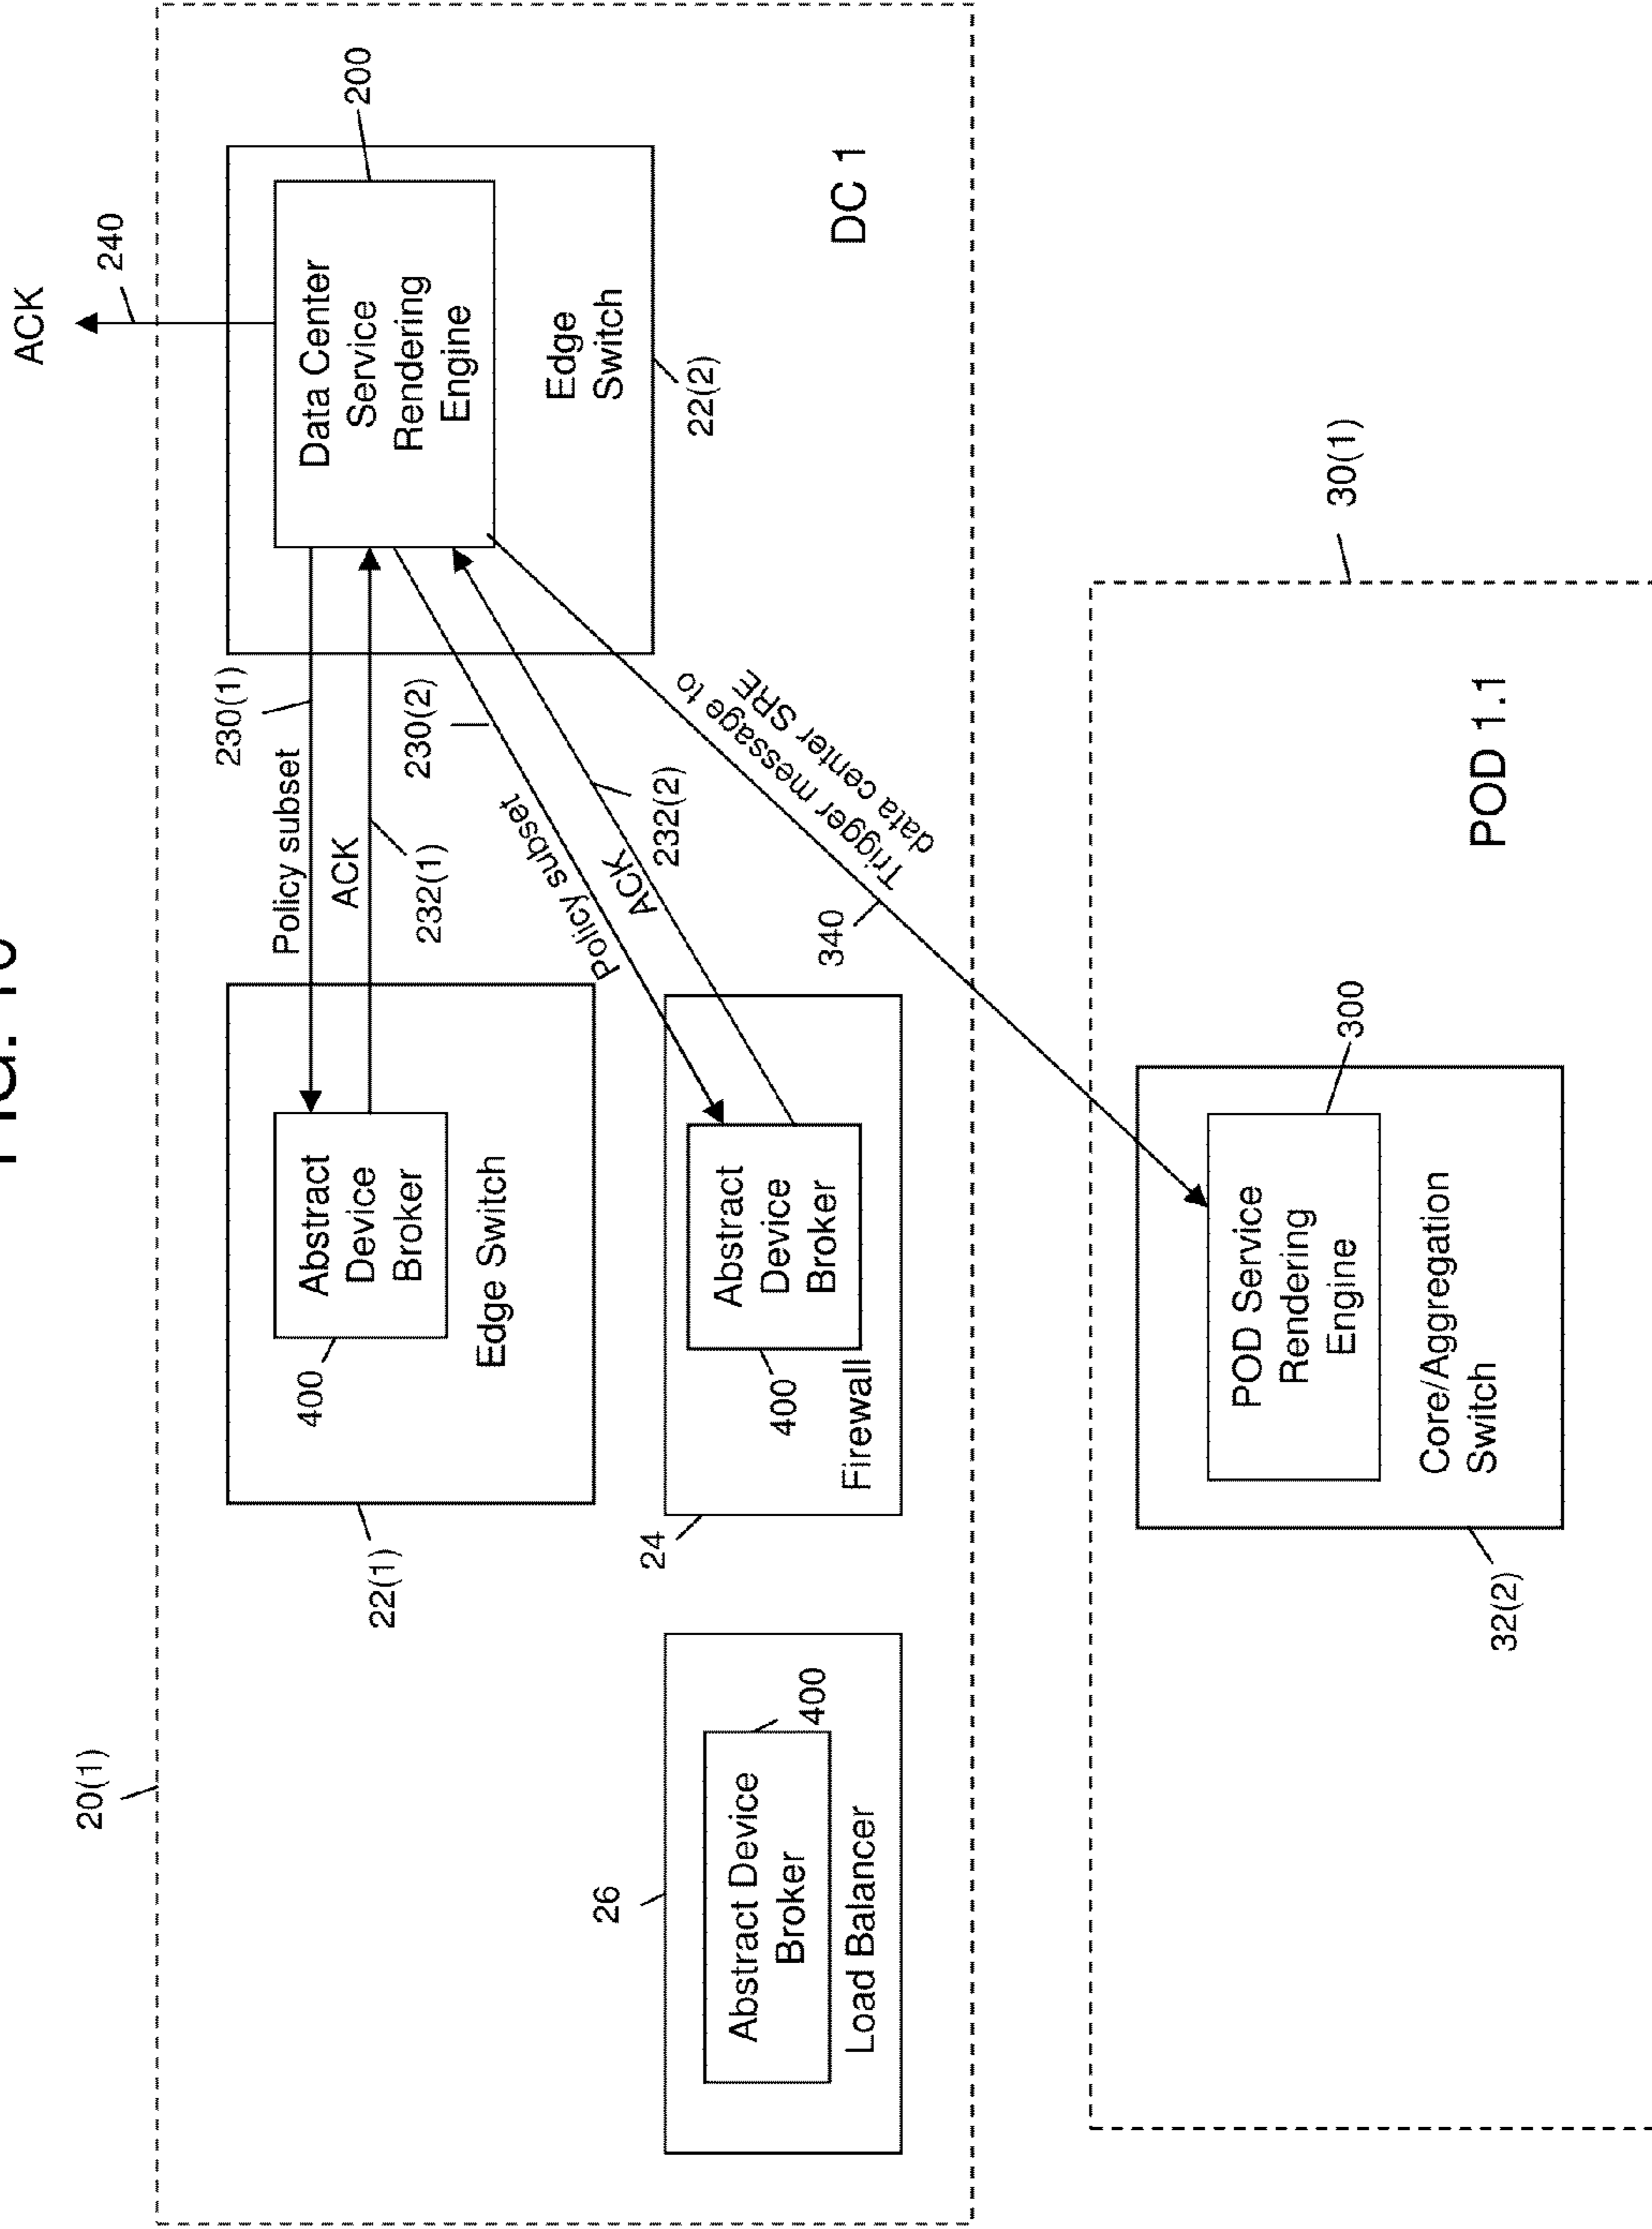 FIG.
ACK
240
20(1)
DC 1
200
Data Center
Service
Rendering
Engine
Edge
Switch
22(2)
230(1)
Policy subset
ACK
232(1)
230(2)
Policy subset
ACK
232(2)
Abstract
Device
Broker
400
Edge Switch
22(1)
Abstract
Device
Broker
400
Firewall
24
26
Abstract Device
Broker
400
Load Balancer
Trigger message to
data center SRE
340
30(1)
POD 1.1
300
POD Service
Rendering
Engine
Core/Aggregation
Switch
32(2)